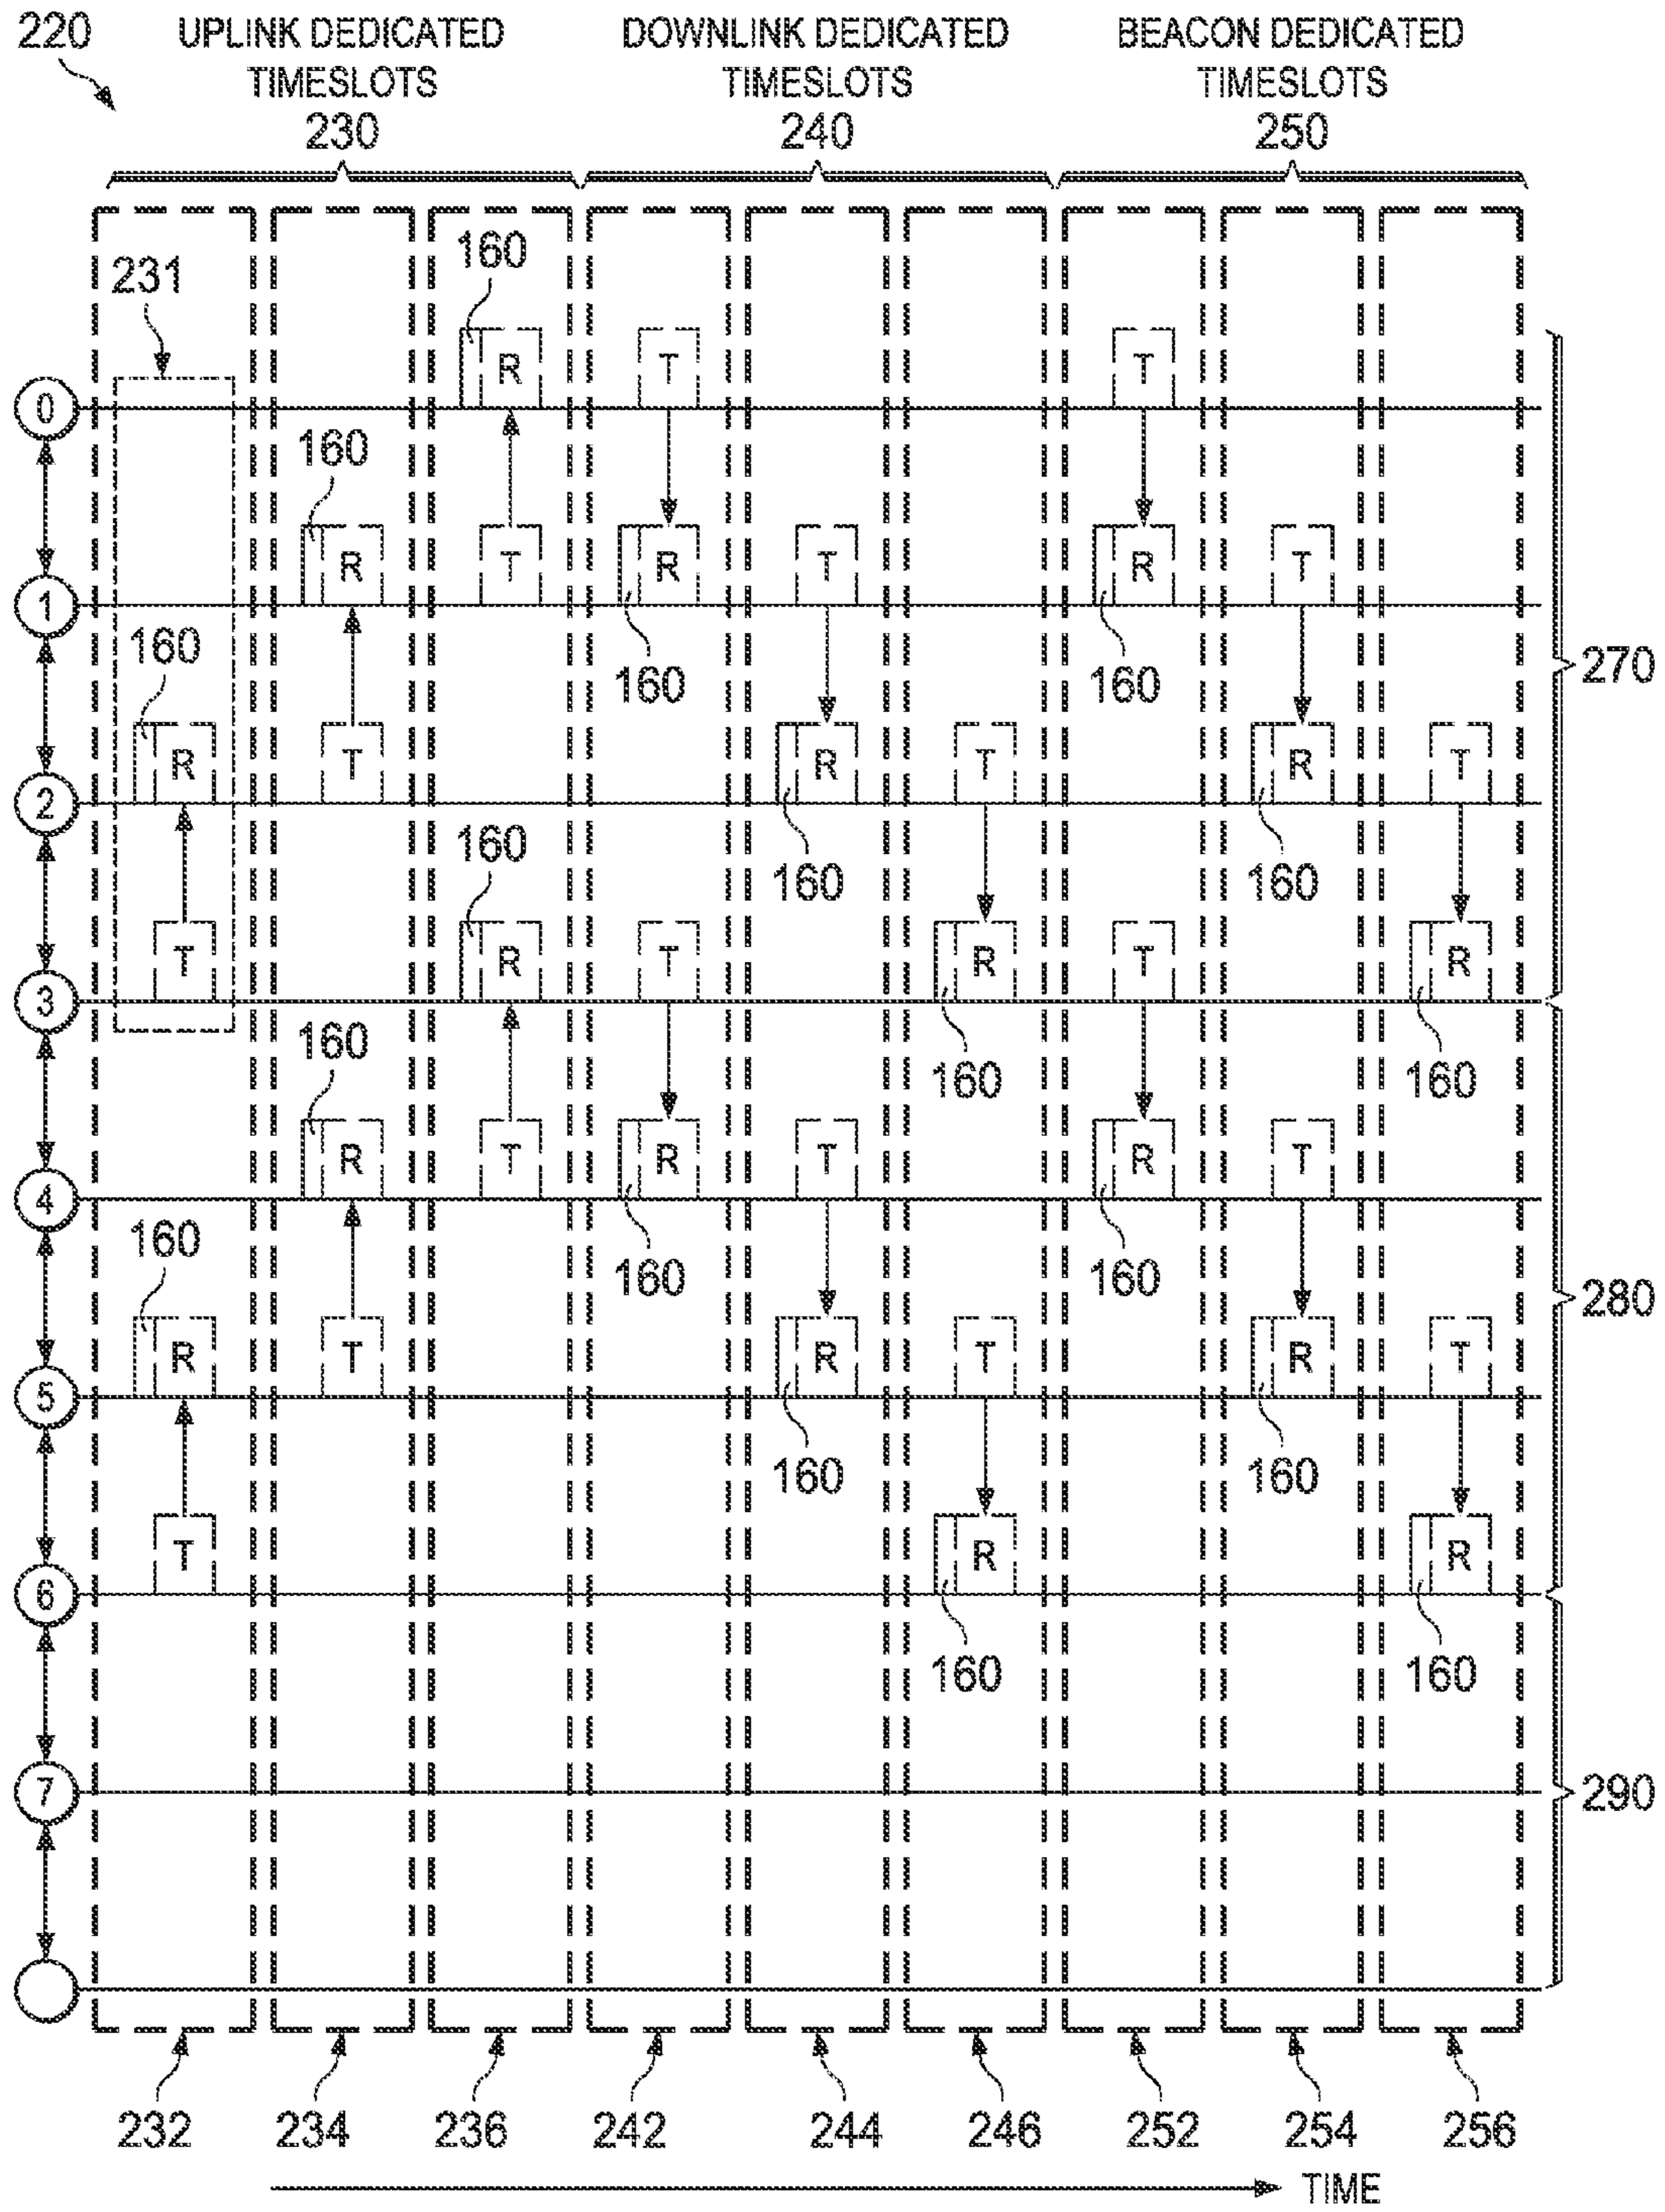 220
UPLINK DEDICATED
TIMESLOTS
230
DOWNLINK DEDICATED
TIMESLOTS
240
BEACON DEDICATED
TIMESLOTS
250
160
231
R T T
0
160
R T R T R T
1
160 160 160
270
R T R T R T
2
160 160 160
T R T R T R
3
160 160 160
R T R T R T
4
160 160 160
280
R T R T R T
5
160 160
T R R
6
160 160
7
290
232 234 236 242 244 246 252 254 256
TIME